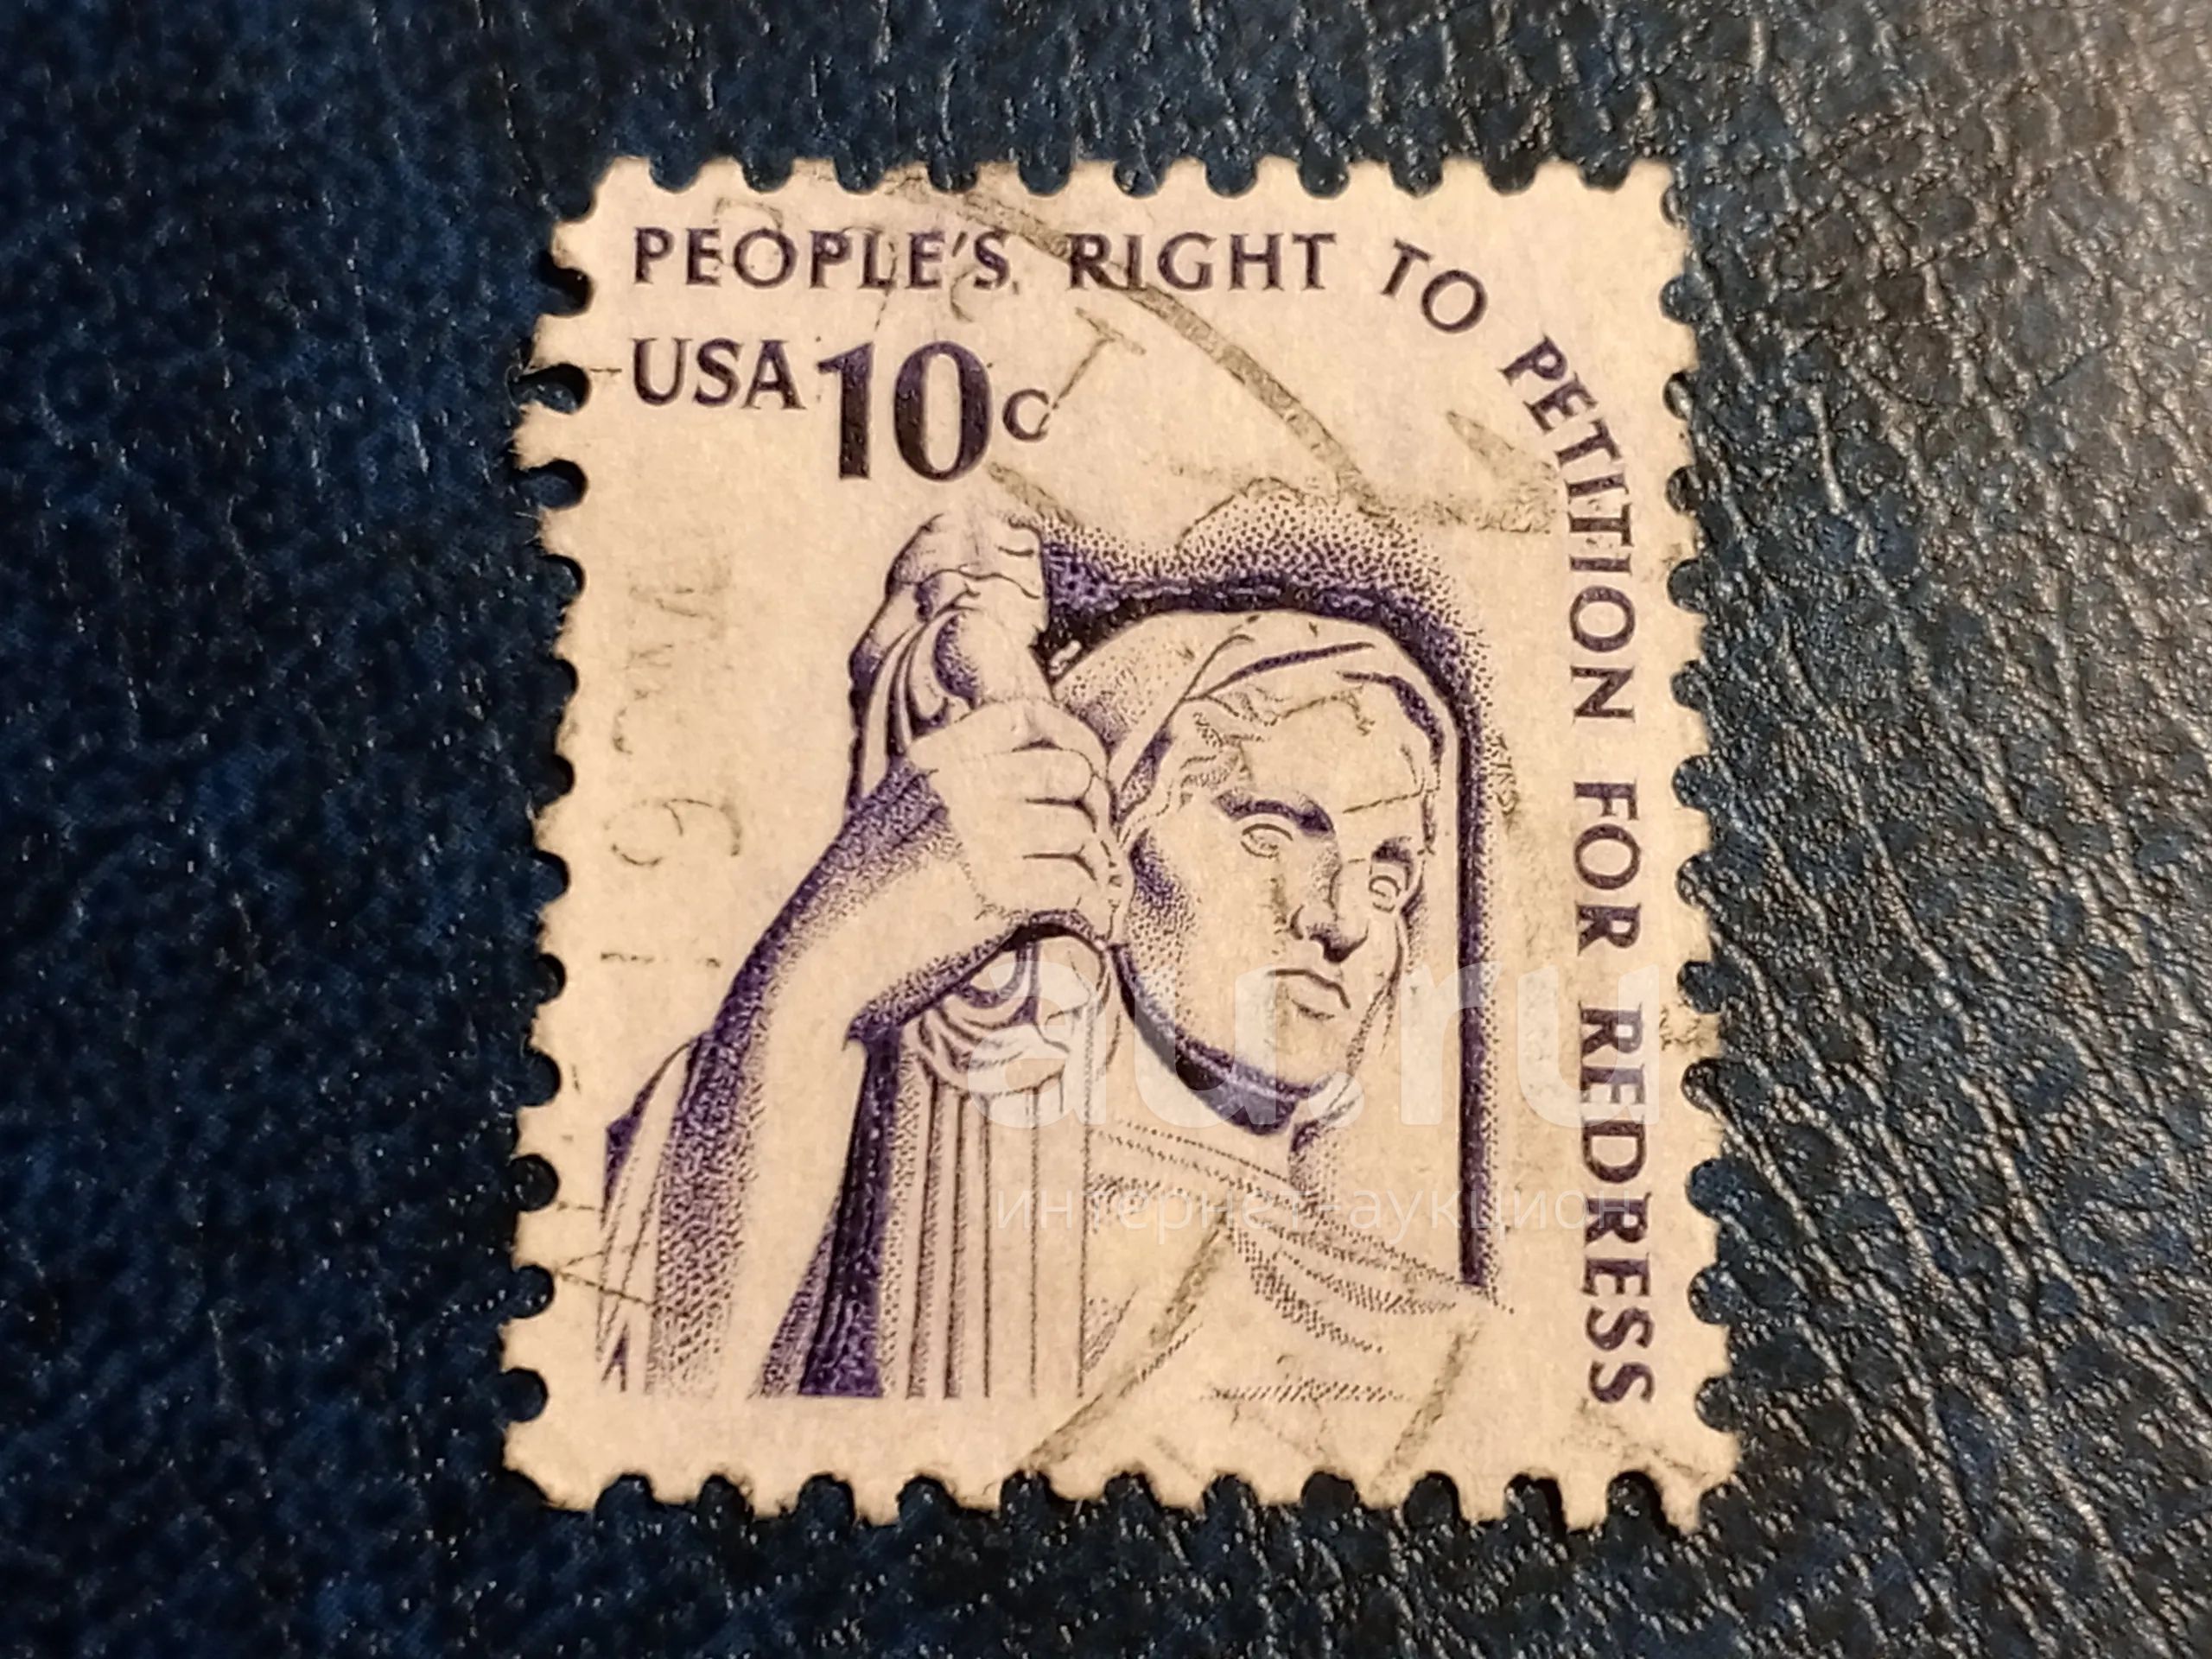 PEOPLE'S RIGHT TO PETITION FOR REDRESS
USA 10c
au.ru
интернет-аукцион